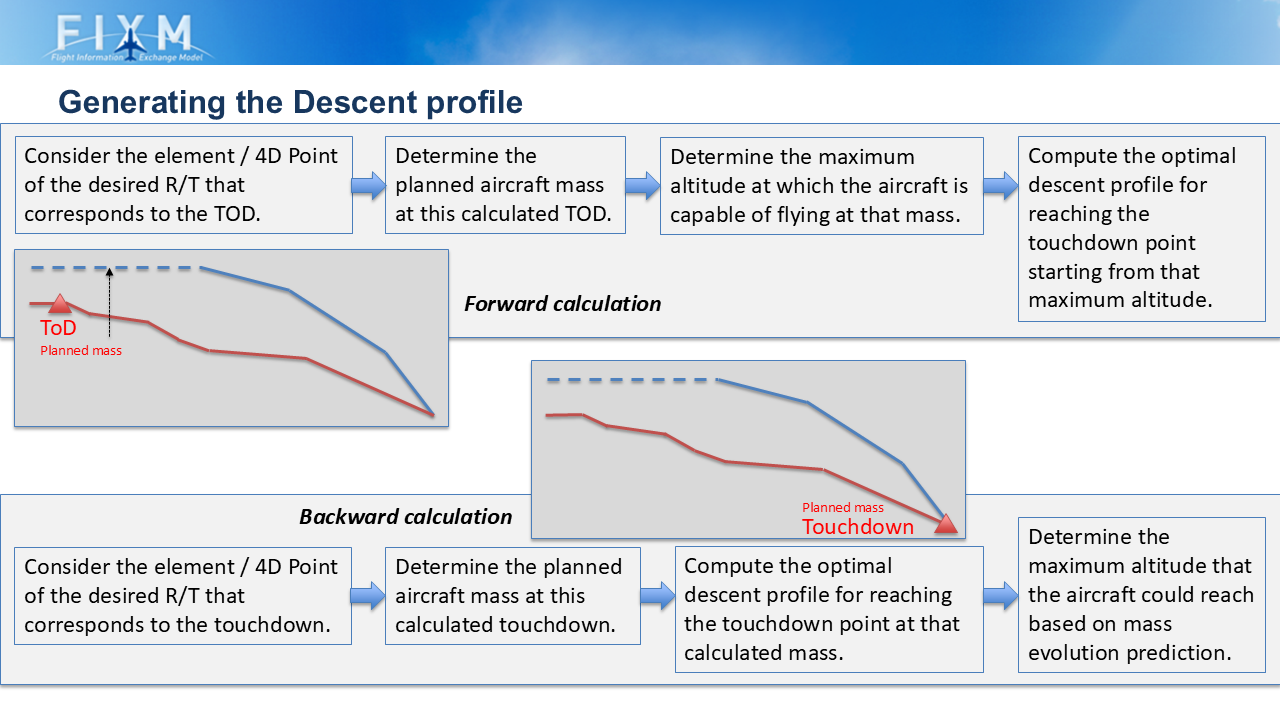 FIXM
Flight Information Exchange Model
Generating the Descent profile
Consider the element / 4D Point
of the desired R/T that
corresponds to the TOD.
Determine the
planned aircraft mass
at this calculated TOD.
Determine the maximum
altitude at which the aircraft is
capable of flying at that mass.
Compute the optimal
descent profile for
reaching the
touchdown point
starting from that
maximum altitude.
ToD
Planned mass
Forward calculation
Planned mass
Touchdown
Backward calculation
Consider the element / 4D Point
of the desired R/T that
corresponds to the touchdown.
Determine the planned
aircraft mass at this
calculated touchdown.
Compute the optimal
descent profile for reaching
the touchdown point at that
calculated mass.
Determine the
maximum altitude that
the aircraft could reach
based on mass
evolution prediction.